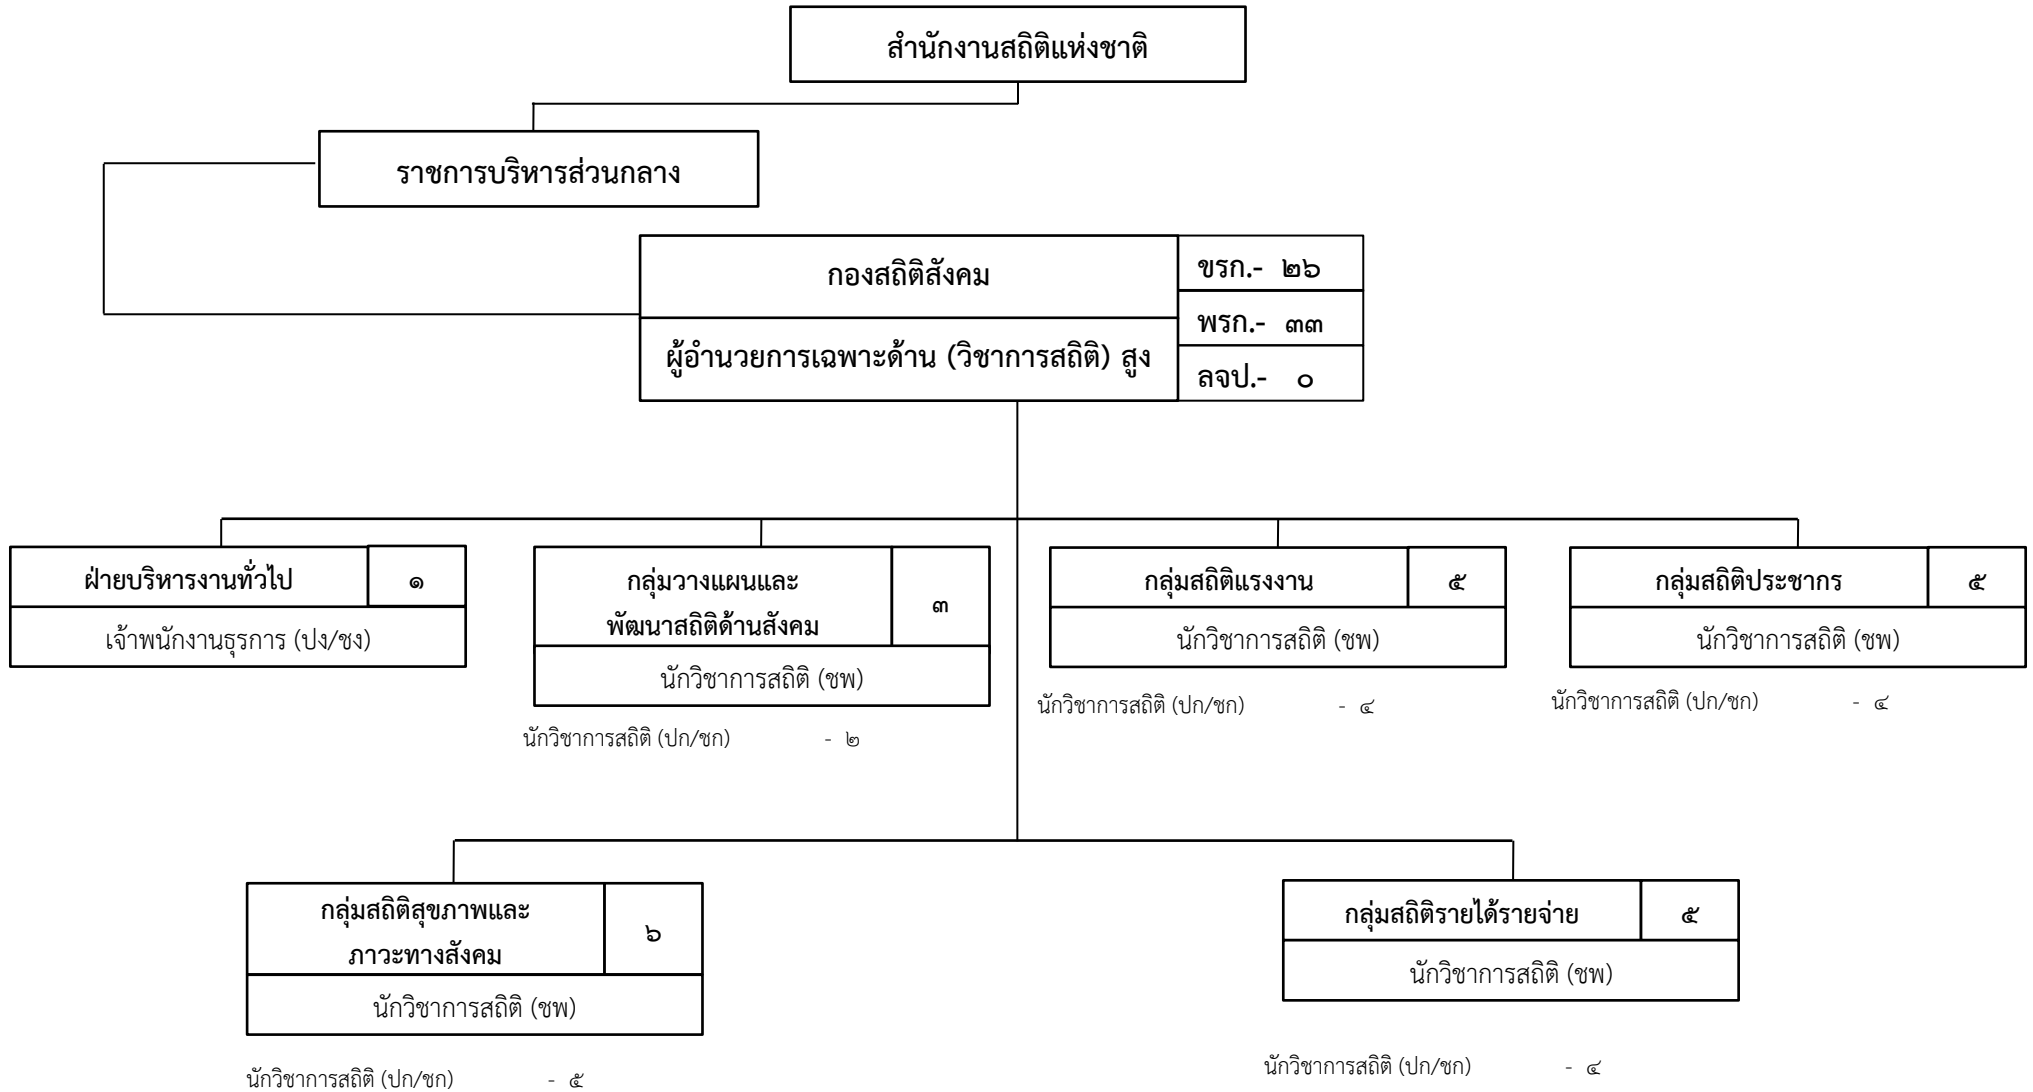 สำนักงานสถิติแห่งชาติ
ราชการบริหารส่วนกลาง
กองสถิติสังคม
ขรก.- ๒๖
พรก.- ๓๓
ผู้อำนวยการเฉพาะด้าน (วิชาการสถิติ) สูง
ลจป.- ๐
ฝ่ายบริหารงานทั่วไป ๑
เจ้าพนักงานธุรการ (ปง/ชง)
กลุ่มวางแผนและ
พัฒนาสถิติด้านสังคม
๓
นักวิชาการสถิติ (ชพ)
นักวิชาการสถิติ (ปก/ชก) - ๒
กลุ่มสถิติแรงงาน ๕
นักวิชาการสถิติ (ชพ)
นักวิชาการสถิติ (ปก/ชก) - ๔
กลุ่มสถิติประชากร ๕
นักวิชาการสถิติ (ชพ)
นักวิชาการสถิติ (ปก/ชก) - ๔
กลุ่มสถิติสุขภาพและ
ภาวะทางสังคม
๖
นักวิชาการสถิติ (ชพ)
นักวิชาการสถิติ (ปก/ชก) - ๕
กลุ่มสถิติรายได้รายจ่าย ๕
นักวิชาการสถิติ (ชพ)
นักวิชาการสถิติ (ปก/ชก) - ๔